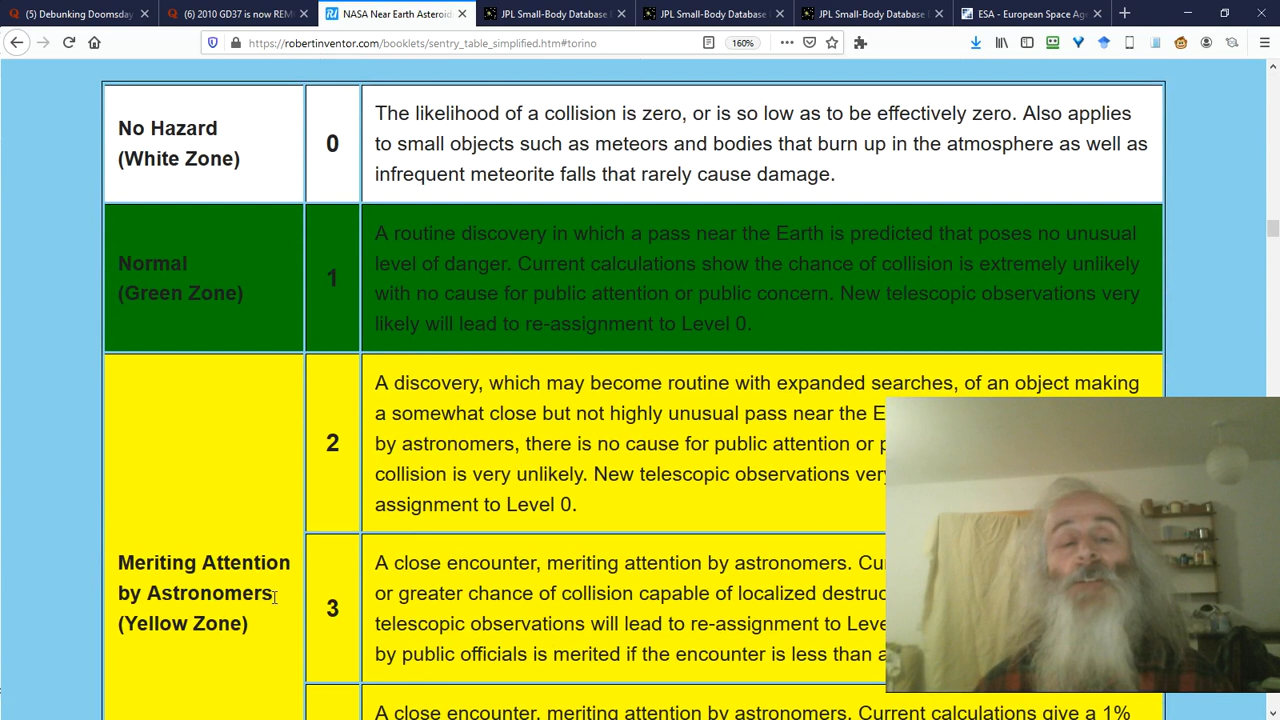 (5) Debunking Doomsday
(6) 2010 GD37 is now REM
NASA Near Earth Asteroid
JPL Small-Body Database
JPL Small-Body Database
JPL Small-Body Database
ESA - European Space Age
https://robertinventor.com/booklets/sentry_table_simplified.htm#torino
160%
No Hazard
(White Zone)
0
The likelihood of a collision is zero, or is so low as to be effectively zero. Also applies
to small objects such as meteors and bodies that burn up in the atmosphere as well as
infrequent meteorite falls that rarely cause damage.
Normal
(Green Zone)
1
A routine discovery in which a pass near the Earth is predicted that poses no unusual
level of danger. Current calculations show the chance of collision is extremely unlikely
with no cause for public attention or public concern. New telescopic observations very
likely will lead to re-assignment to Level 0.
Meriting Attention
by Astronomers
(Yellow Zone)
2
A discovery, which may become routine with expanded searches, of an object making
a somewhat close but not highly unusual pass near the E
by astronomers, there is no cause for public attention or p
collision is very unlikely. New telescopic observations very
assignment to Level 0.
3
A close encounter, meriting attention by astronomers. Cu
or greater chance of collision capable of localized destruc
telescopic observations will lead to re-assignment to Leve
by public officials is merited if the encounter is less than a
A close encounter, meriting attention by astronomers. Current calculations give a 1%